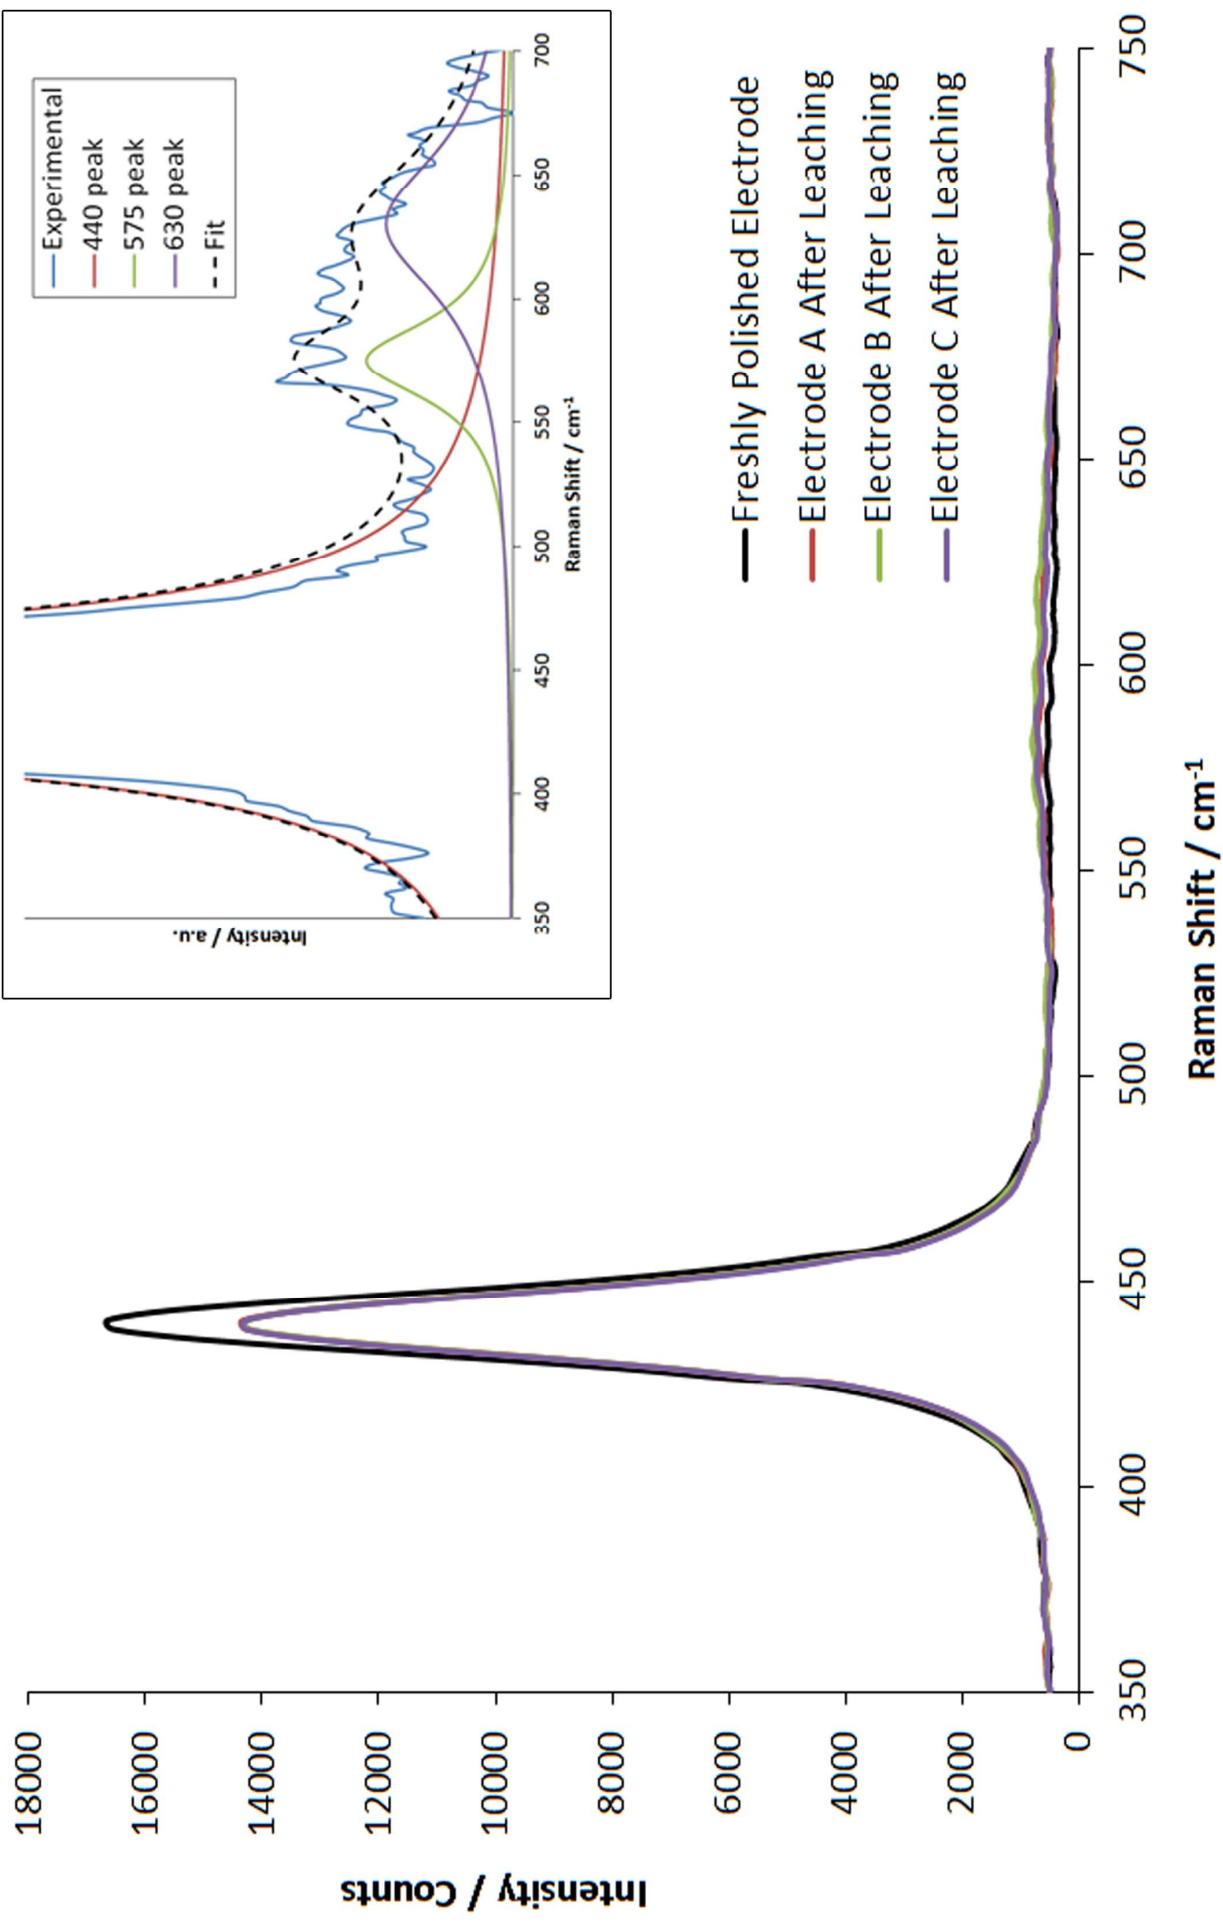 Experimental
440 peak
575 peak
630 peak
Fit
Intensity / a.u.
350 400 450 500 550 600 650 700
Raman Shift / cm-1
Freshly Polished Electrode
Electrode A After Leaching
Electrode B After Leaching
Electrode C After Leaching
18000
16000
14000
12000
10000
8000
6000
4000
2000
0
Intensity / Counts
350 400 450 500 550 600 650 700 750
Raman Shift / cm-1